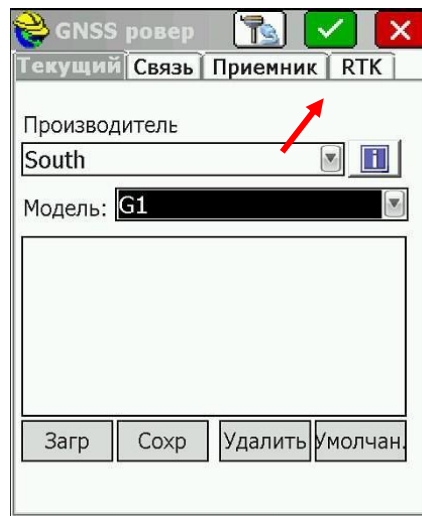 GNSS ровер
Текущий Связь Приемник RTK
Производитель
South
Модель: G1
Загр Сохр Удалить Умолчан.